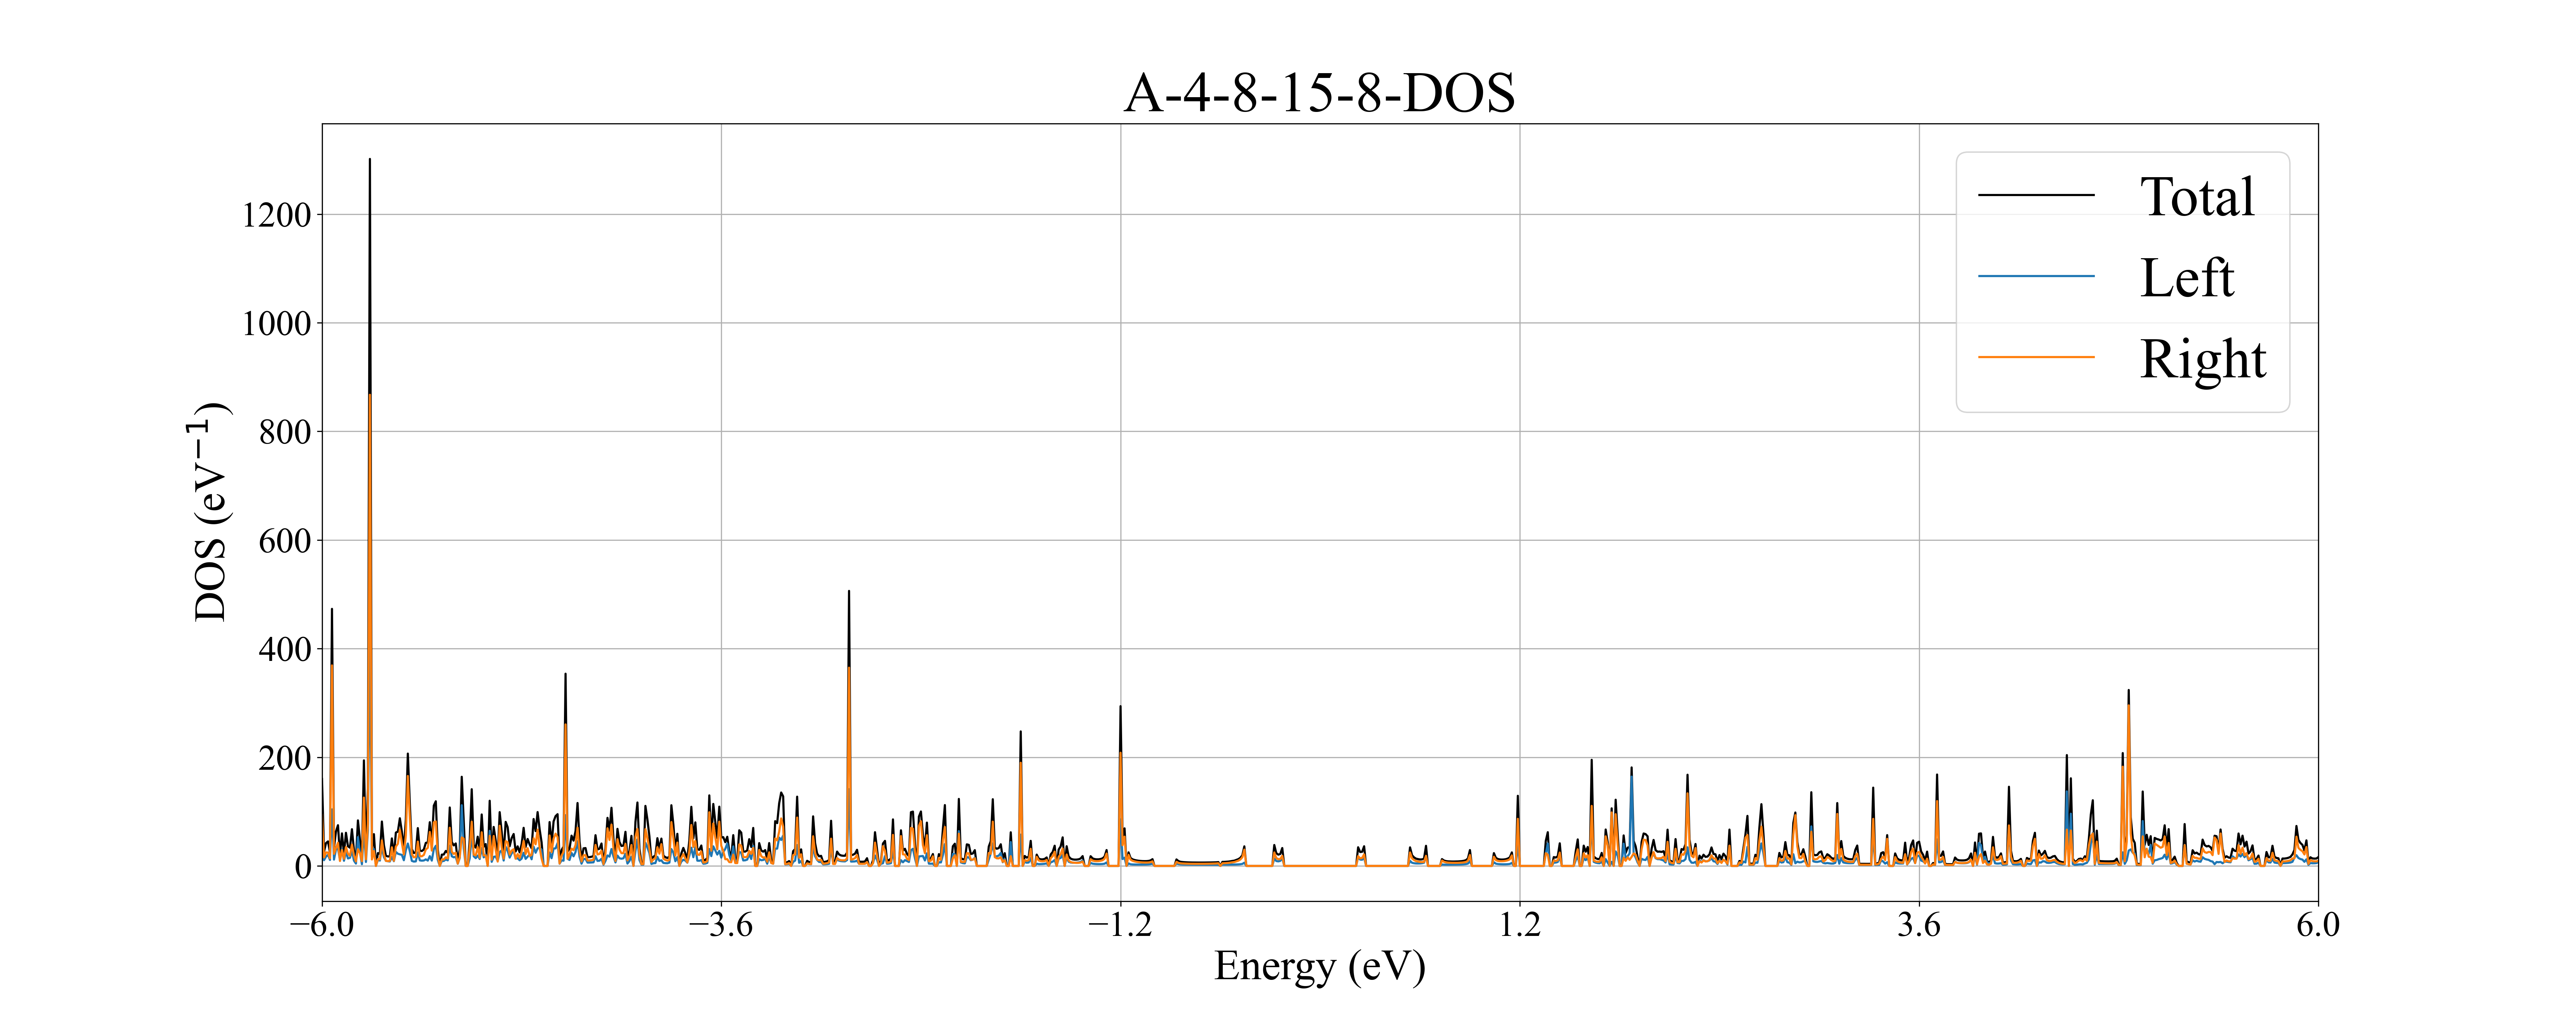 A-4-8-15-8-DOS
Total
Left
Right
1200
1000
800
600
400
200
0
DOS (eV⁻¹)
−6.0 −3.6 −1.2 1.2 3.6 6.0
Energy (eV)